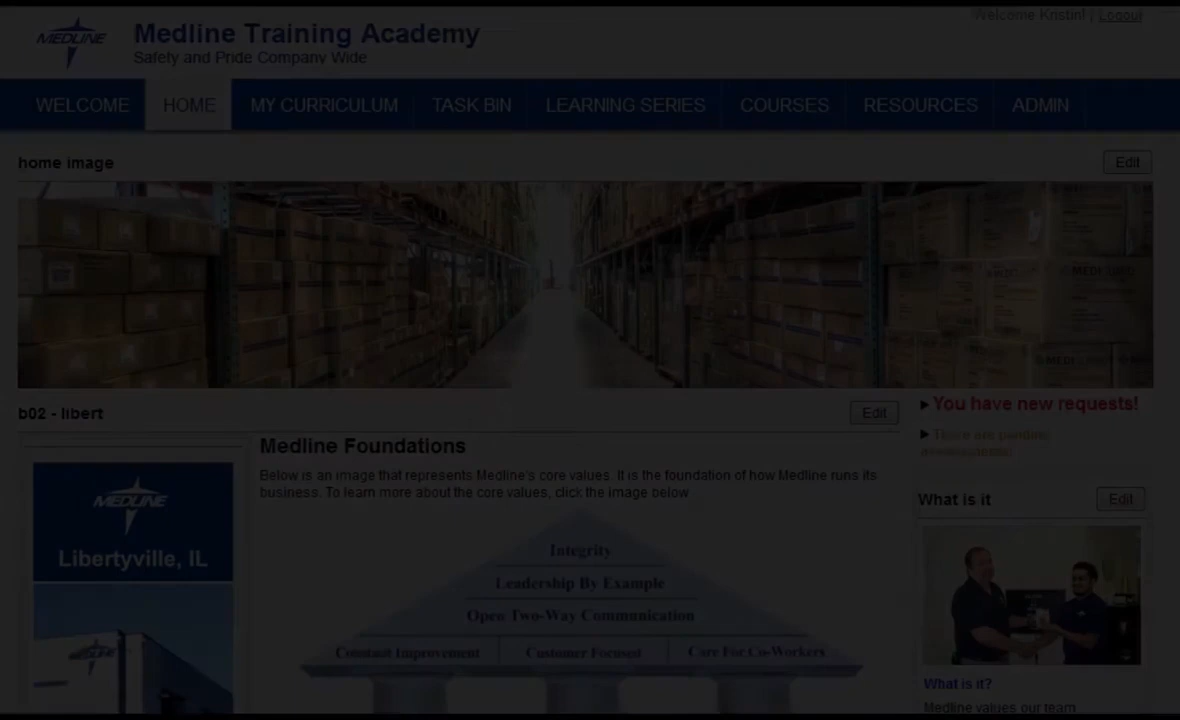 Welcome Kristin! | Logout
MEDLINE
Medline Training Academy
Safety and Pride Company Wide
WELCOME HOME MY CURRICULUM TASK BIN LEARNING SERIES COURSES RESOURCES ADMIN
home image
Edit
MEDLINE
b02 - libert
Edit
You have new requests!
There are pending
Medline Foundations
Below is an image that represents Medline's core values. It is the foundation of how Medline runs its
business. To learn more about the core values, click the image below
MEDLINE
Libertyville, IL
Integrity
Leadership By Example
Open Two-Way Communication
Constant Improvement Customer Focused Care For Co-Workers
MEDLINE
What is it
Edit
What is it?
Medline values our team